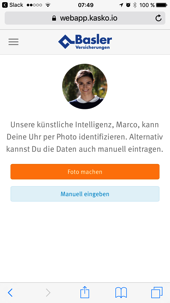 Slack 07:49 100 %
webapp.kasko.io
Basler
Versicherungen
Unsere künstliche Intelligenz, Marco, kann
Deine Uhr per Photo identifizieren. Alternativ
kannst Du die Daten auch manuell eintragen.
Foto machen
Manuell eingeben